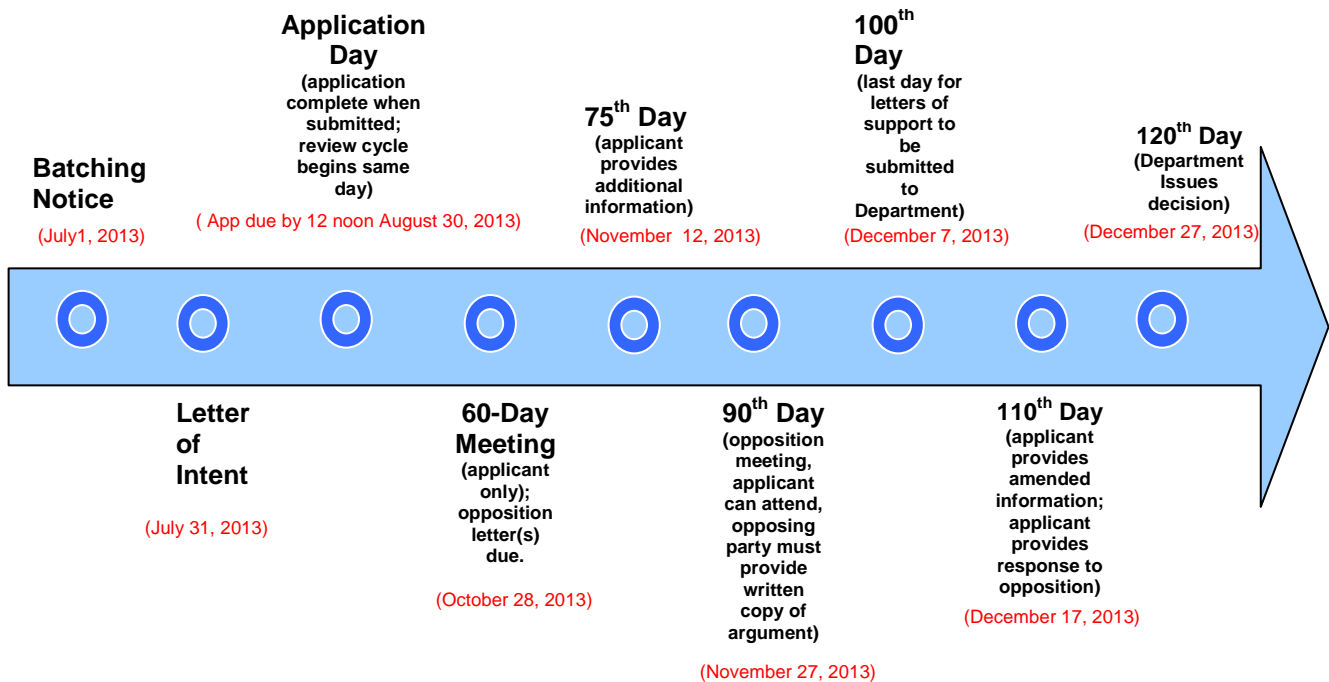 Batching
Notice
(July1, 2013)
Application
Day
(application
complete when
submitted;
review cycle
begins same
day)
( App due by 12 noon August 30, 2013)
75th Day
(applicant
provides
additional
information)
(November  12, 2013)
100th
Day
(last day for
letters of
support to
be
submitted
to
Department)
(December 7, 2013)
120th Day
(Department
Issues
decision)
(December 27, 2013)
Letter
of
Intent
(July 31, 2013)
60-Day
Meeting
(applicant
only);
opposition
letter(s)
due.
(October 28, 2013)
90th Day
(opposition
meeting,
applicant
can attend,
opposing
party must
provide
written
copy of
argument)
(November 27, 2013)
110th Day
(applicant
provides
amended
information;
applicant
provides
response to
opposition)
(December 17, 2013)